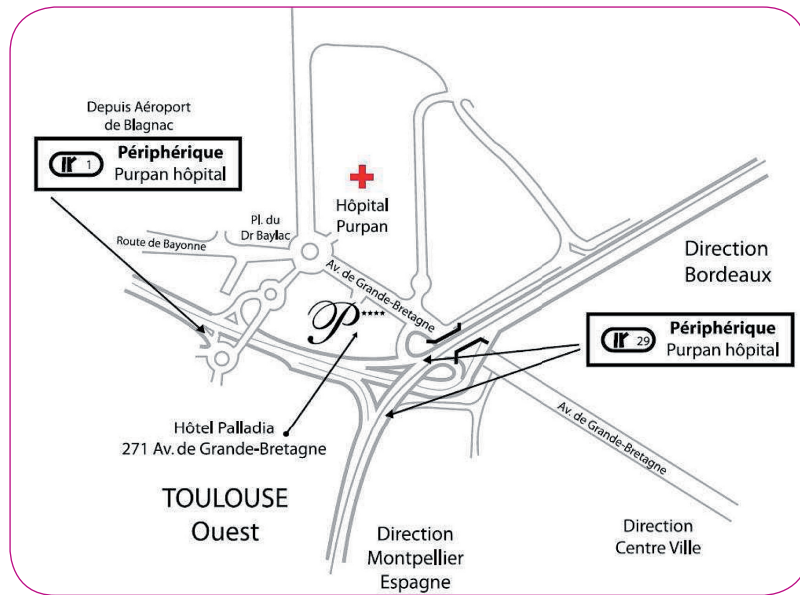 Depuis Aéroport
de Blagnac
1
Périphérique
Purpan hôpital
Hôpital
Purpan
Pl. du
Dr Baylac
Route de Bayonne
Av. de Grande-Bretagne
Direction
Bordeaux
P****
29
Périphérique
Purpan hôpital
Hôtel Palladia
271 Av. de Grande-Bretagne
Av. de Grande-Bretagne
TOULOUSE
Ouest
Direction
Montpellier
Espagne
Direction
Centre Ville